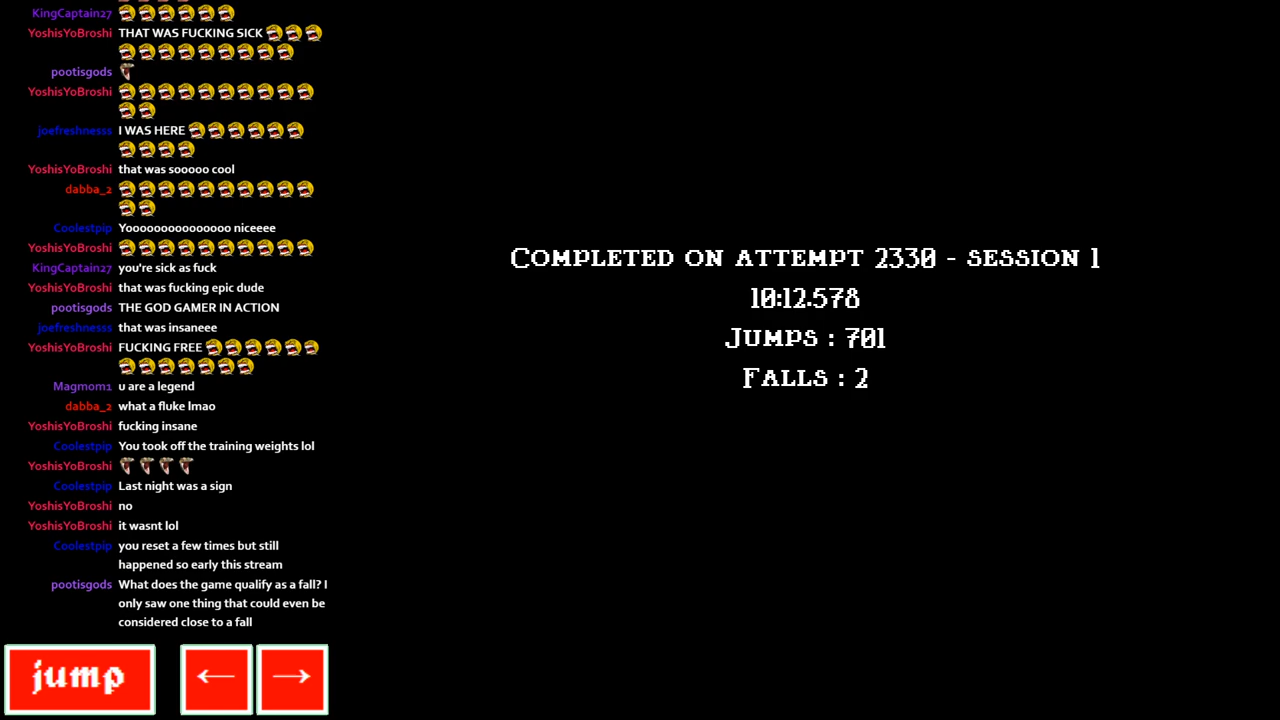 KingCaptain27
YoshisYoBroshi THAT WAS FUCKING SICK
pootisgods
YoshisYoBroshi
joefreshnesss I WAS HERE
YoshisYoBroshi that was sooooo cool
dabba_2
Coolestpip Yooooooooooooooo niceeee
YoshisYoBroshi
KingCaptain27 you're sick as fuck
YoshisYoBroshi that was fucking epic dude
pootisgods THE GOD GAMER IN ACTION
joefreshnesss that was insaneee
YoshisYoBroshi FUCKING FREE
Magmom1 u are a legend
dabba_2 what a fluke lmao
YoshisYoBroshi fucking insane
Coolestpip You took off the training weights lol
YoshisYoBroshi
Coolestpip Last night was a sign
YoshisYoBroshi no
YoshisYoBroshi it wasnt lol
Coolestpip you reset a few times but still
happened so early this stream
pootisgods What does the game qualify as a fall? I
only saw one thing that could even be
considered close to a fall
jump ← →
Completed on attempt 2330 - session 1
10:12.578
Jumps : 701
Falls : 2